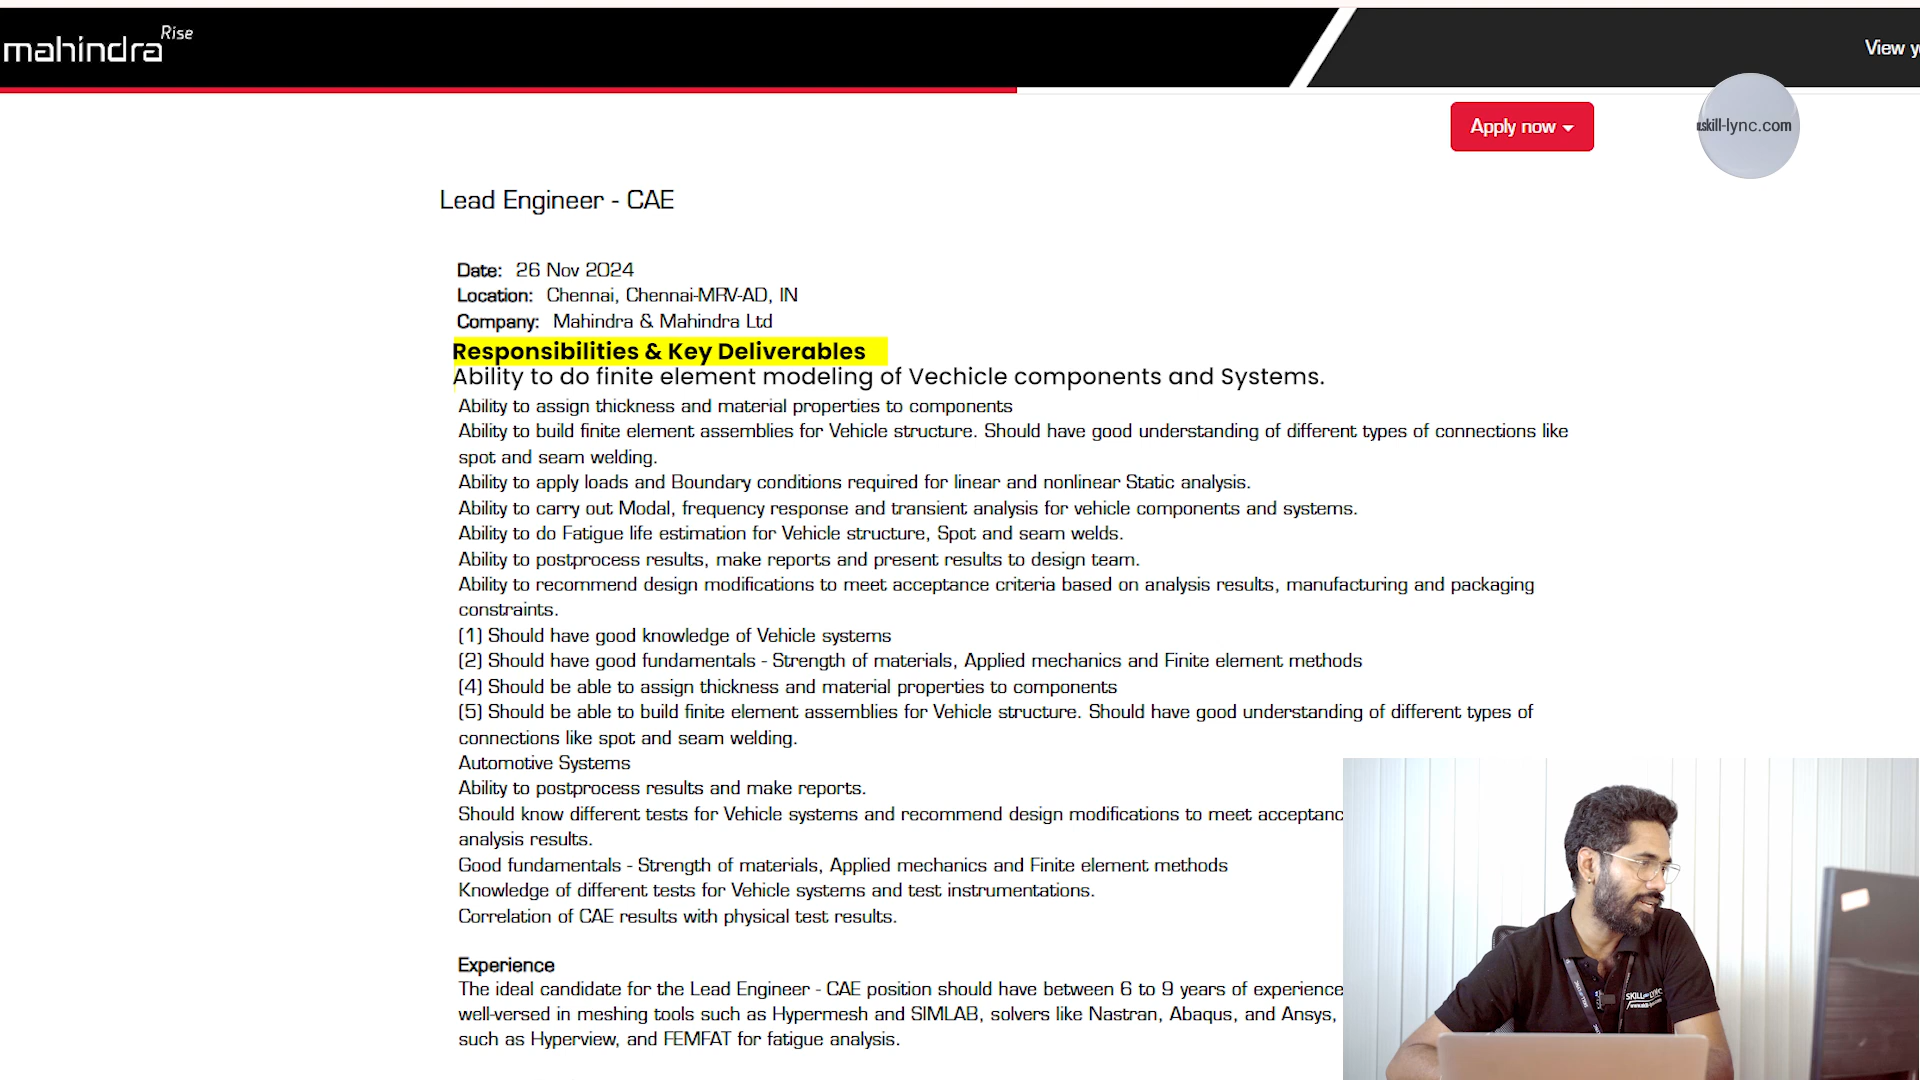 mahindra Rise
View y
Apply now
skill-lync.com
Lead Engineer - CAE
Date: 26 Nov 2024
Location: Chennai, Chennai-MRV-AD, IN
Company: Mahindra & Mahindra Ltd
Responsibilities & Key Deliverables
Ability to do finite element modeling of Vechicle components and Systems.
Ability to assign thickness and material properties to components
Ability to build finite element assemblies for Vehicle structure. Should have good understanding of different types of connections like
spot and seam welding.
Ability to apply loads and Boundary conditions required for linear and nonlinear Static analysis.
Ability to carry out Modal, frequency response and transient analysis for vehicle components and systems.
Ability to do Fatigue life estimation for Vehicle structure, Spot and seam welds.
Ability to postprocess results, make reports and present results to design team.
Ability to recommend design modifications to meet acceptance criteria based on analysis results, manufacturing and packaging
constraints.
(1) Should have good knowledge of Vehicle systems
(2) Should have good fundamentals - Strength of materials, Applied mechanics and Finite element methods
(4) Should be able to assign thickness and material properties to components
(5) Should be able to build finite element assemblies for Vehicle structure. Should have good understanding of different types of
connections like spot and seam welding.
Automotive Systems
Ability to postprocess results and make reports.
Should know different tests for Vehicle systems and recommend design modifications to meet acceptanc
analysis results.
Good fundamentals - Strength of materials, Applied mechanics and Finite element methods
Knowledge of different tests for Vehicle systems and test instrumentations.
Correlation of CAE results with physical test results.
Experience
The ideal candidate for the Lead Engineer - CAE position should have between 6 to 9 years of experience
well-versed in meshing tools such as Hypermesh and SIMLAB, solvers like Nastran, Abaqus, and Ansys,
such as Hyperview, and FEMFAT for fatigue analysis.